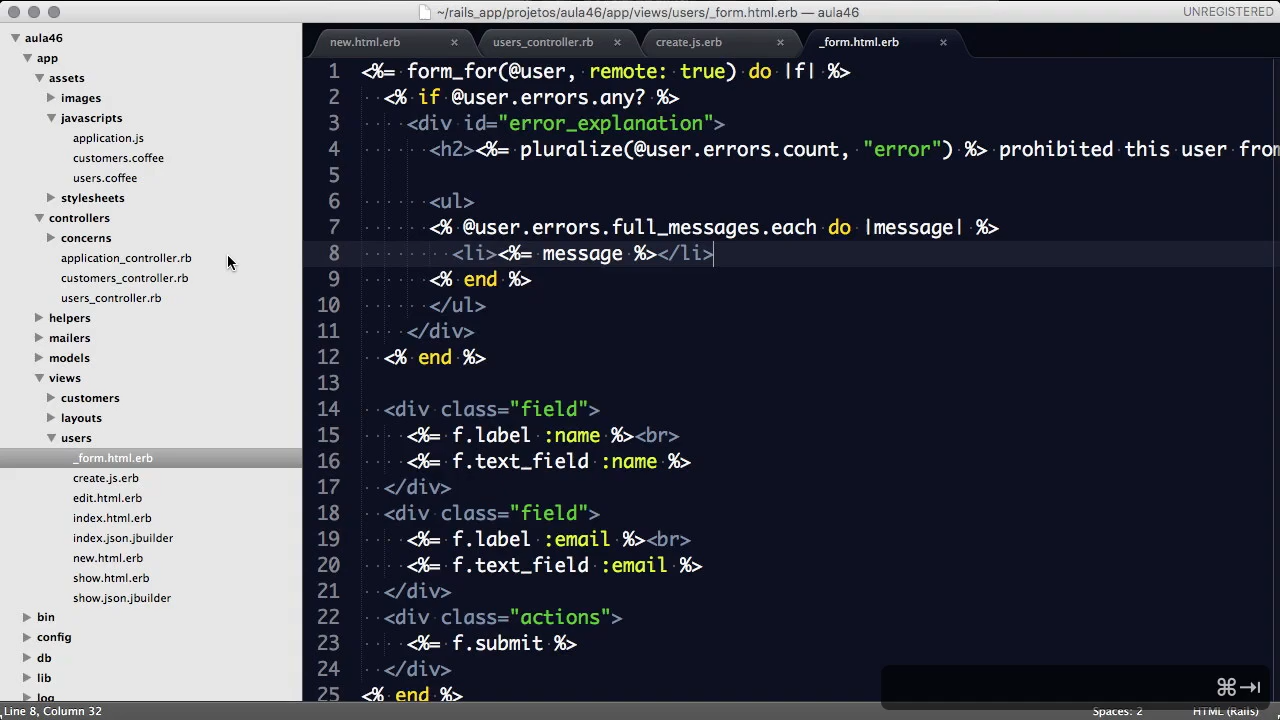 ~/rails_app/projetos/aula46/app/views/users/_form.html.erb — aula46
UNREGISTERED
new.html.erb
users_controller.rb
create.js.erb
_form.html.erb
aula46
app
assets
images
javascripts
application.js
customers.coffee
users.coffee
stylesheets
controllers
concerns
application_controller.rb
customers_controller.rb
users_controller.rb
helpers
mailers
models
views
customers
layouts
users
_form.html.erb
create.js.erb
edit.html.erb
index.html.erb
index.json.jbuilder
new.html.erb
show.html.erb
show.json.jbuilder
bin
config
db
lib
log
1 <%= form_for(@user, remote: true) do |f| %>
2 <% if @user.errors.any? %>
3 <div id="error_explanation">
4 <h2><%= pluralize(@user.errors.count, "error") %> prohibited this user from
5
6 <ul>
7 <% @user.errors.full_messages.each do |message| %>
8 <li><%= message %></li>
9 <% end %>
10 </ul>
11 </div>
12 <% end %>
13
14 <div class="field">
15 <%= f.label :name %><br>
16 <%= f.text_field :name %>
17 </div>
18 <div class="field">
19 <%= f.label :email %><br>
20 <%= f.text_field :email %>
21 </div>
22 <div class="actions">
23 <%= f.submit %>
24 </div>
25 <% end %>
⌘⇥
Line 8, Column 32
Spaces: 2
HTML (Rails)